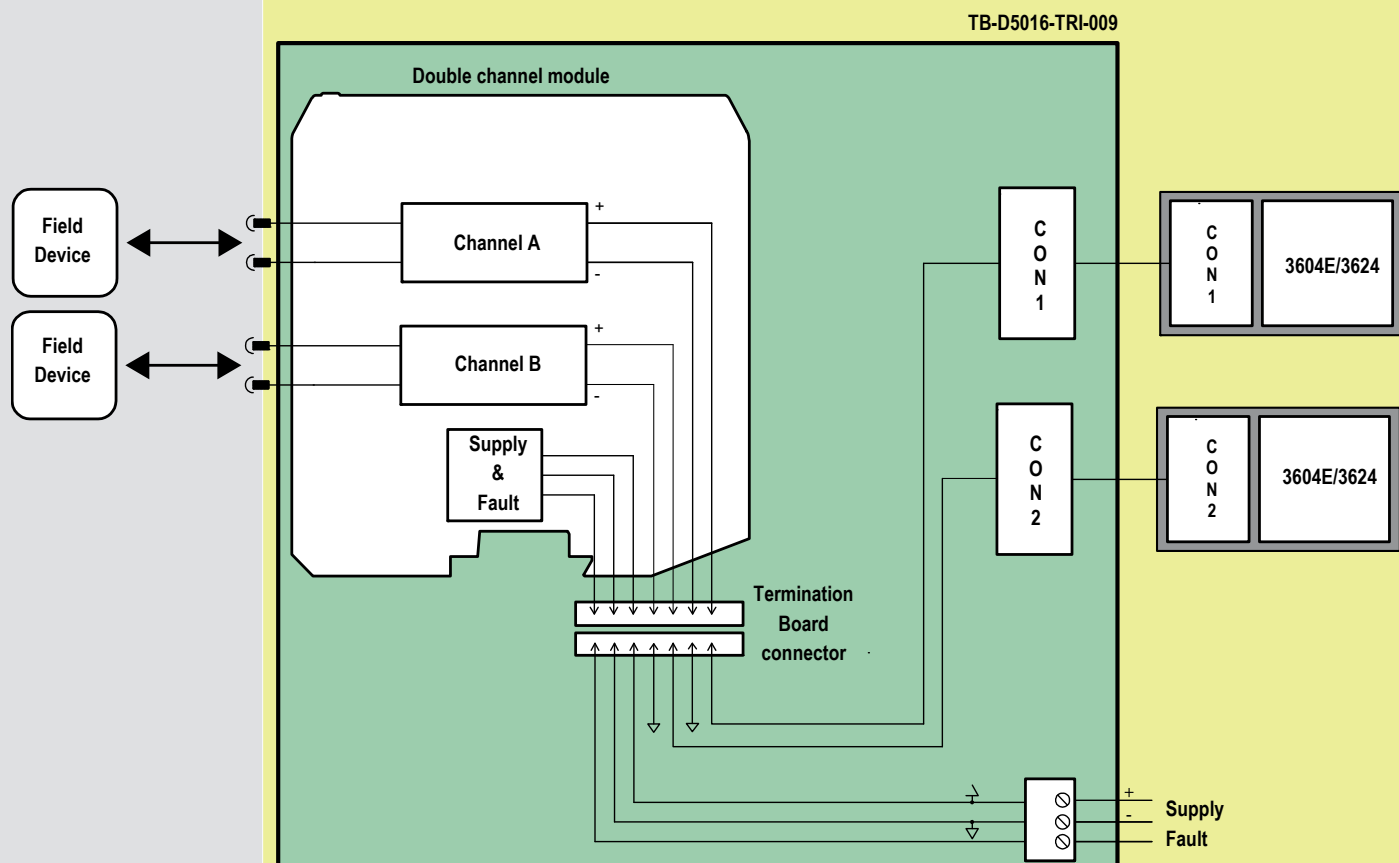 TB-D5016-TRI-009
Double channel module
Field
Device
+
Channel A
-
Field
Device
+
Channel B
-
Supply
&
Fault
C
O
N
1
C
O
N
1
3604E/3624
C
O
N
2
C
O
N
2
3604E/3624
Termination
Board
connector
+
-
Supply
Fault